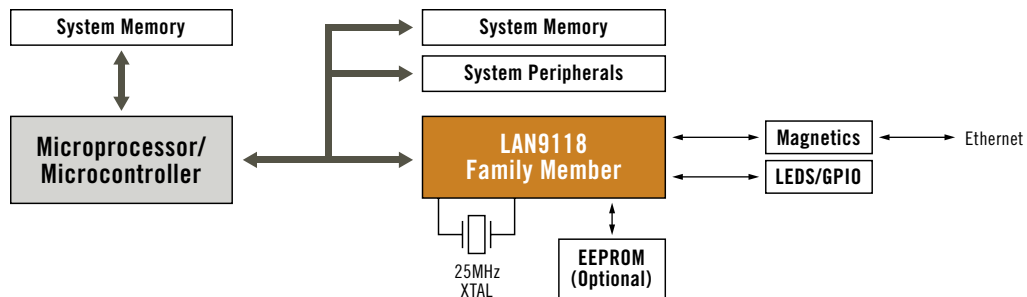 System Memory
System Memory
System Peripherals
Microprocessor/
Microcontroller
LAN9118
Family Member
Magnetics
Ethernet
LEDS/GPIO
25MHz
XTAL
EEPROM
(Optional)